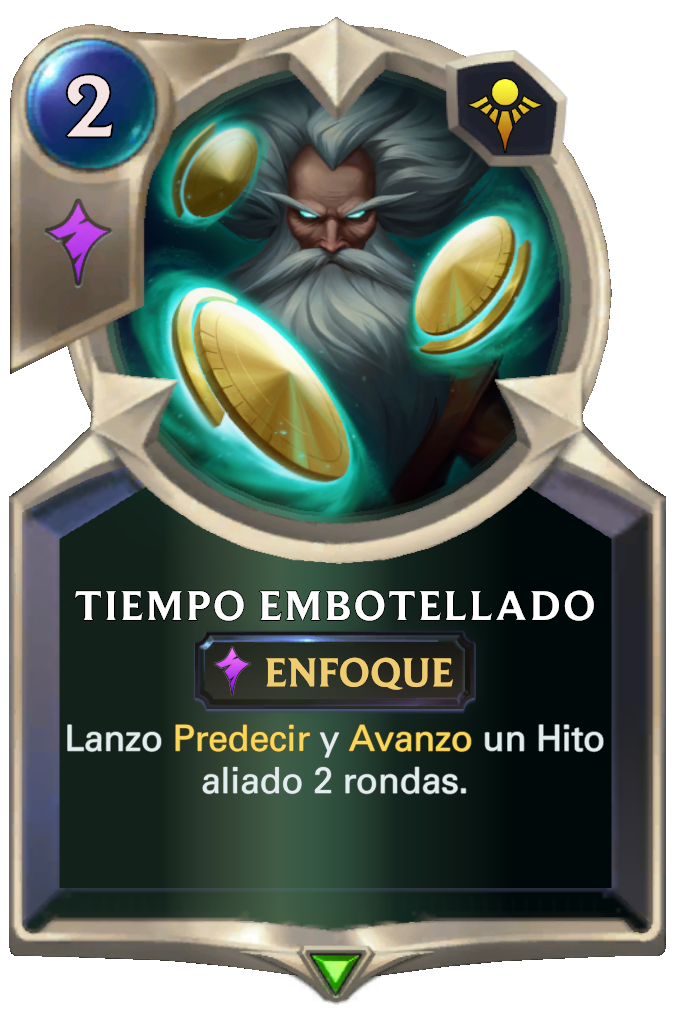 2
TIEMPO EMBOTELLADO
ENFOQUE
Lanzo Predecir y Avanzo un Hito
aliado 2 rondas.